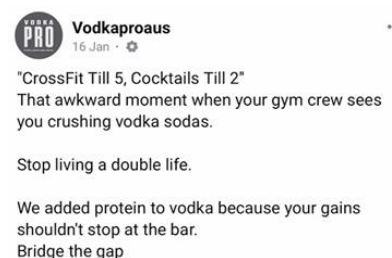 VODKA
PRO
Vodkaproaus
16 Jan ·
"CrossFit Till 5, Cocktails Till 2"
That awkward moment when your gym crew sees
you crushing vodka sodas.
Stop living a double life.
We added protein to vodka because your gains
shouldn't stop at the bar.
Bridge the gap